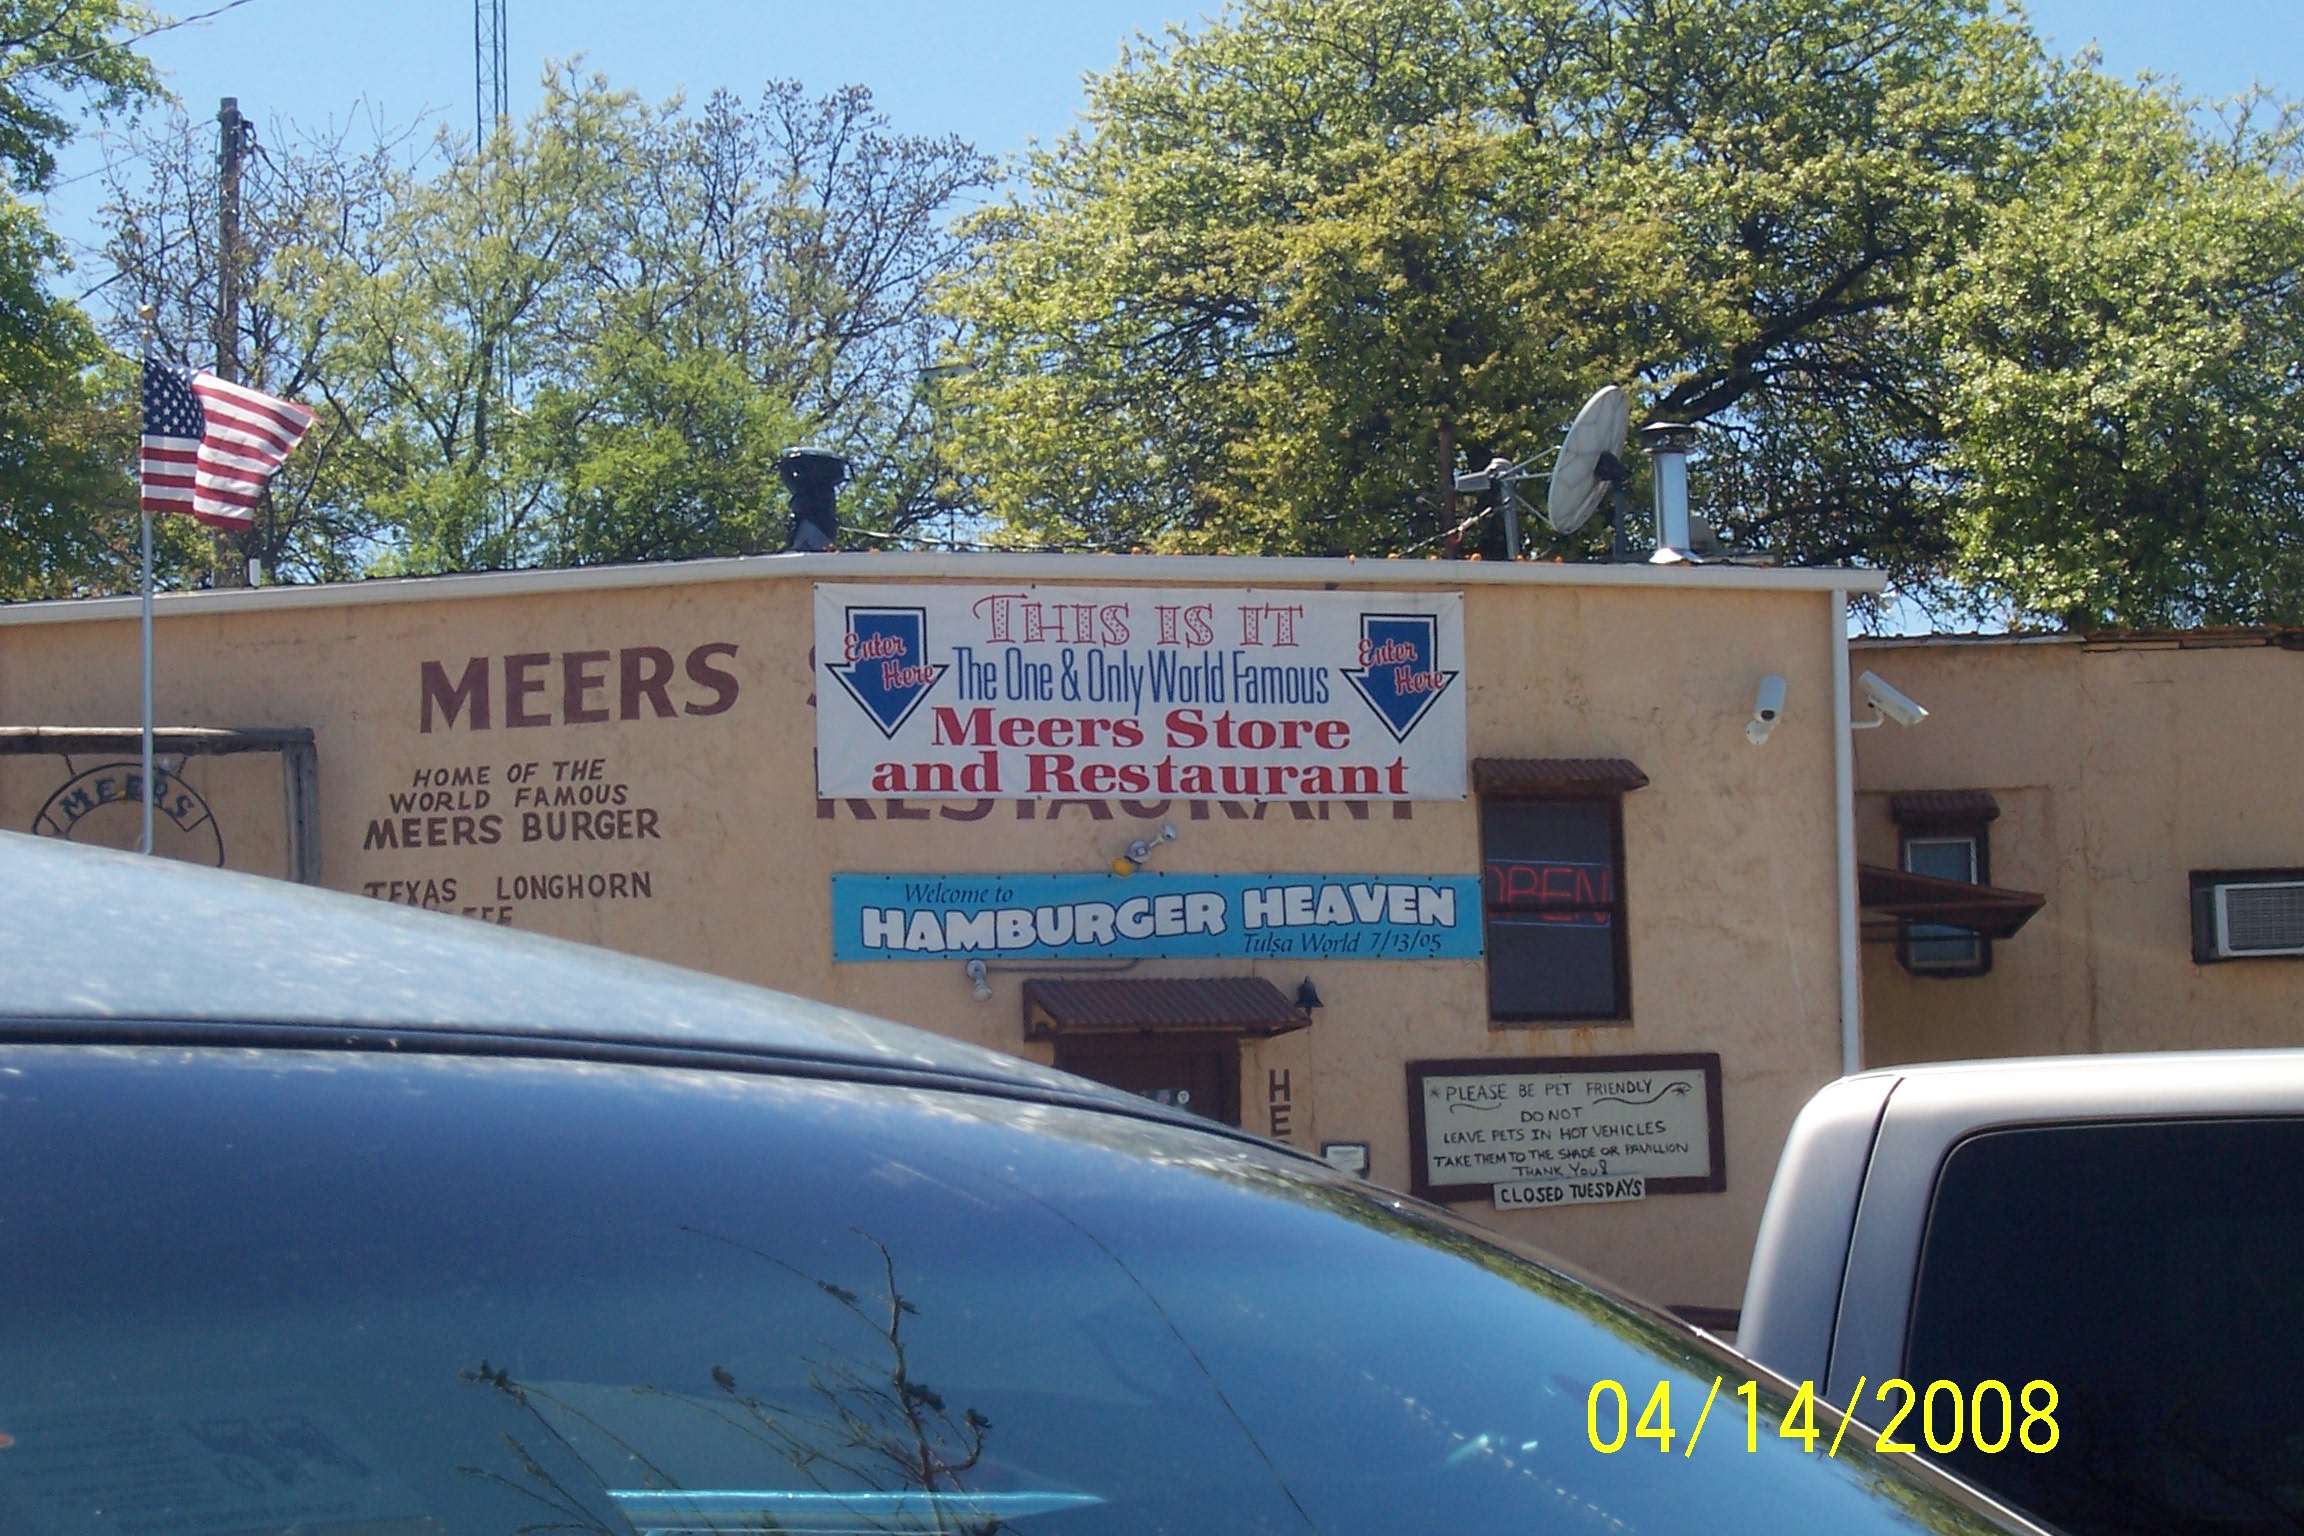 MEERS
THIS IS IT
Enter
Here
The One & Only World Famous
Meers Store
and Restaurant
Enter
Here
RESTAURANT
HOME OF THE
WORLD FAMOUS
MEERS BURGER
TEXAS LONGHORN
MEERS
Welcome to
HAMBURGER HEAVEN
Tulsa World 7/13/05
OPEN
HE
*PLEASE BE PET FRIENDLY
DO NOT
LEAVE PETS IN HOT VEHICLES
TAKE THEM TO THE SHADE OR PAVILLION
THANK YOU!
CLOSED TUESDAYS
04/14/2008